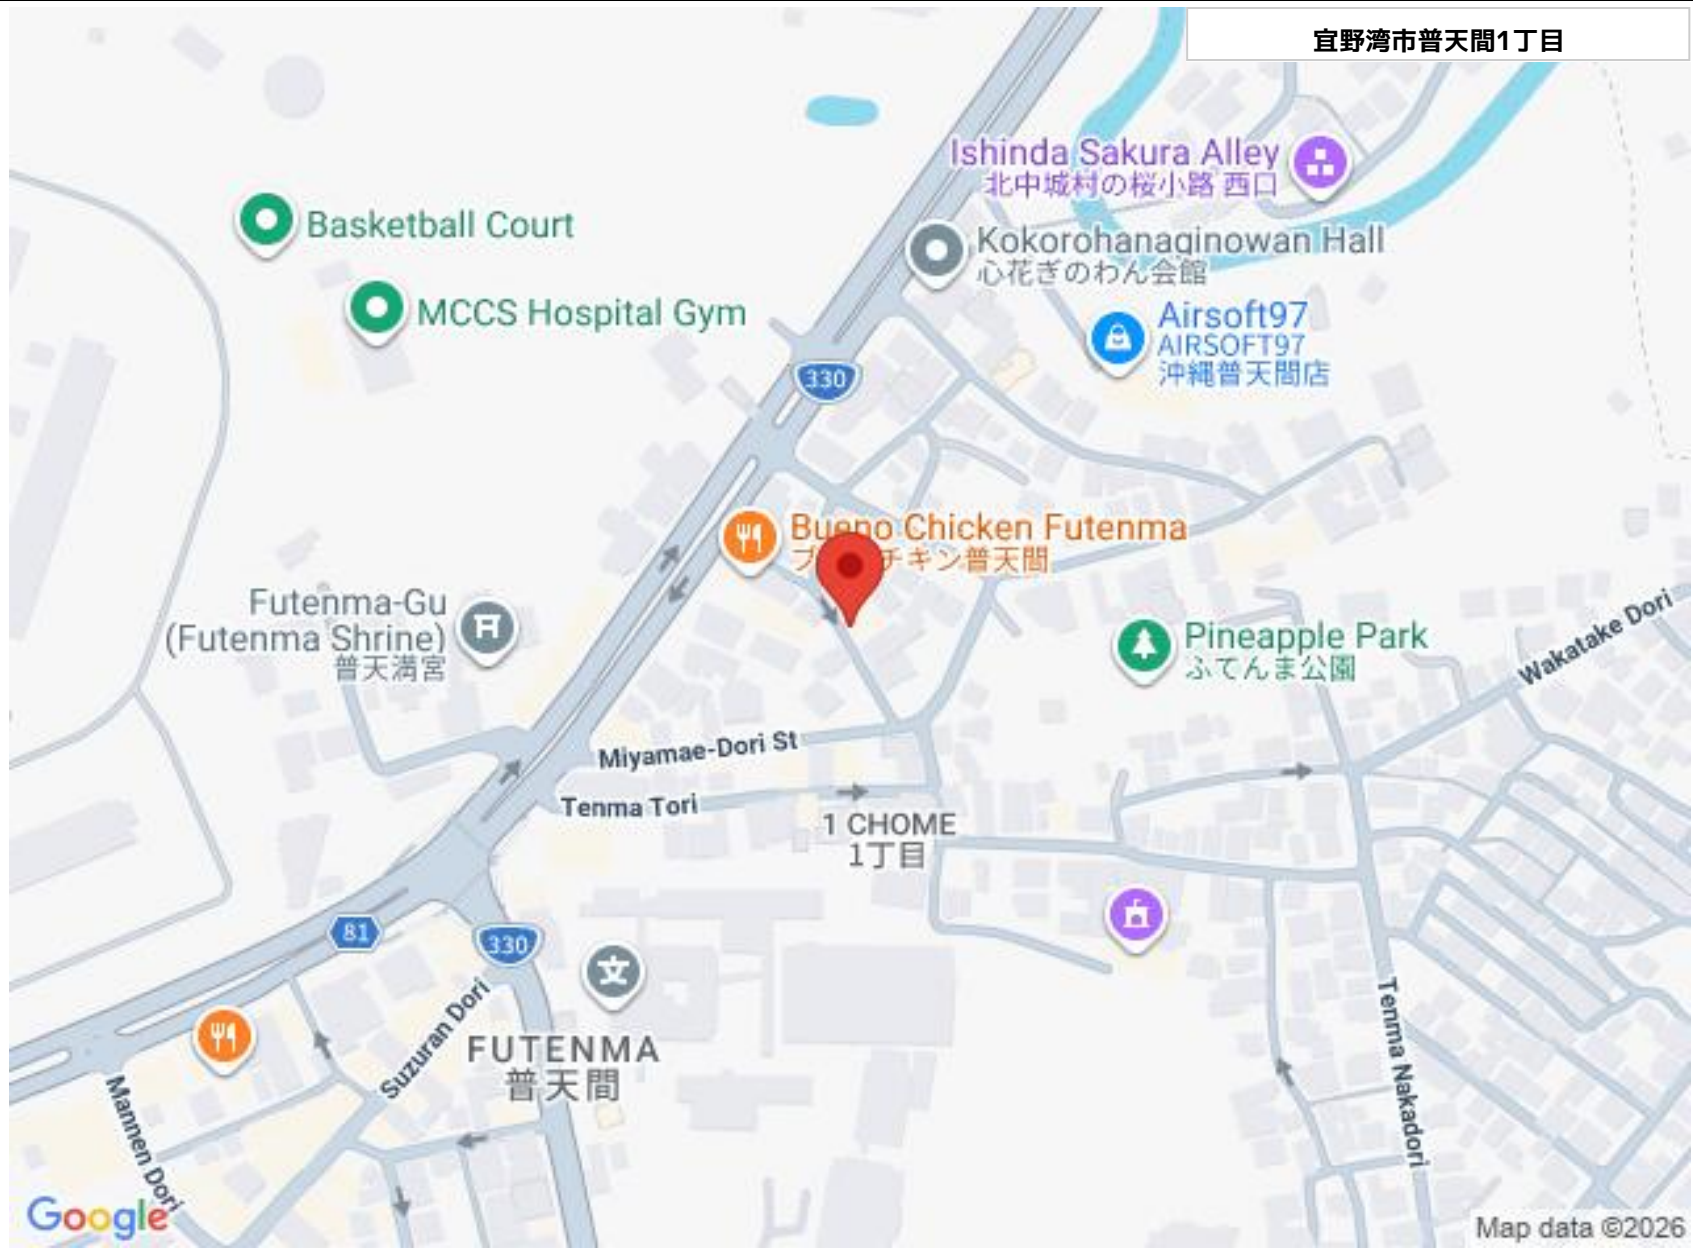 宜野湾市普天間1丁目
Ishinda Sakura Alley
北中城村の桜小路 西口
Basketball Court
Kokorohanaginowan Hall
心花ぎのわん会館
MCCS Hospital Gym
Airsoft97
AIRSOFT97
沖縄普天間店
330
Bueno Chicken Futenma
チキン普天間
Futenma-Gu
(Futenma Shrine)
普天満宮
Pineapple Park
ふてんま公園
Wakatake Dori
Miyamae-Dori St
Tenma Tori
1 CHOME
1丁目
81
330
文
Suzuran Dori
FUTENMA
普天間
Tenma Nakadori
Mannen Dori
Google
Map data ©2026